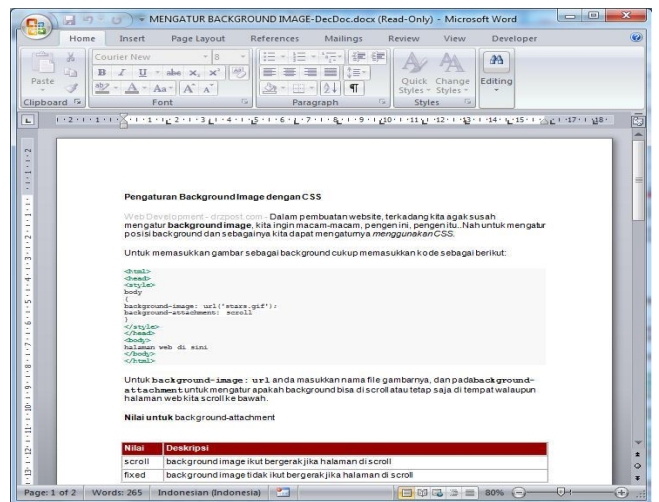 MENGATUR BACKGROUND IMAGE-DecDoc.docx (Read-Only) - Microsoft Word
Home Insert Page Layout References Mailings Review View Developer
Courier New 8
Paste
B I U abc x₂ x²
Aa A A
Quick Styles Change Styles Editing
Clipboard Font Paragraph Styles
Pengaturan Background Image dengan CSS
Web Development - drzpost.com - Dalam pembuatan website, terkadang kita agak susah
mengatur background image, kita ingin macam-macam, pengen ini, pengen itu..Nah untuk mengatur
posisi background dan sebagainya kita dapat mengaturnya menggunakan CSS.
Untuk memasukkan gambar sebagai background cukup memasukkan kode sebagai berikut:
<html>
<head>
<style>
body
{
background-image: url('stars.gif');
background-attachment: scroll
}
</style>
</head>
<body>
halaman web di sini
</body>
</html>
Untuk background-image: url anda masukkan nama file gambarnya, dan pada background-
attachment untuk mengatur apakah background bisa di scroll atau tetap saja di tempat walaupun
halaman web kita scroll ke bawah.
Nilai untuk background-attachment
Nilai Deskripsi
scroll background image ikut bergerak jika halaman di scroll
fixed background image tidak ikut bergerak jika halaman di scroll
Page: 1 of 2 Words: 265 Indonesian (Indonesia) 80%